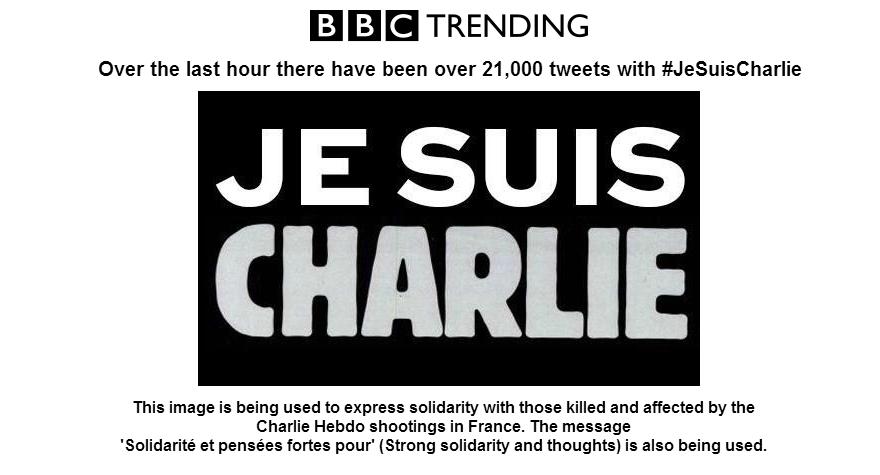 BBC TRENDING
Over the last hour there have been over 21,000 tweets with #JeSuisCharlie
JE SUIS
CHARLIE
This image is being used to express solidarity with those killed and affected by the
Charlie Hebdo shootings in France. The message
'Solidarité et pensées fortes pour' (Strong solidarity and thoughts) is also being used.